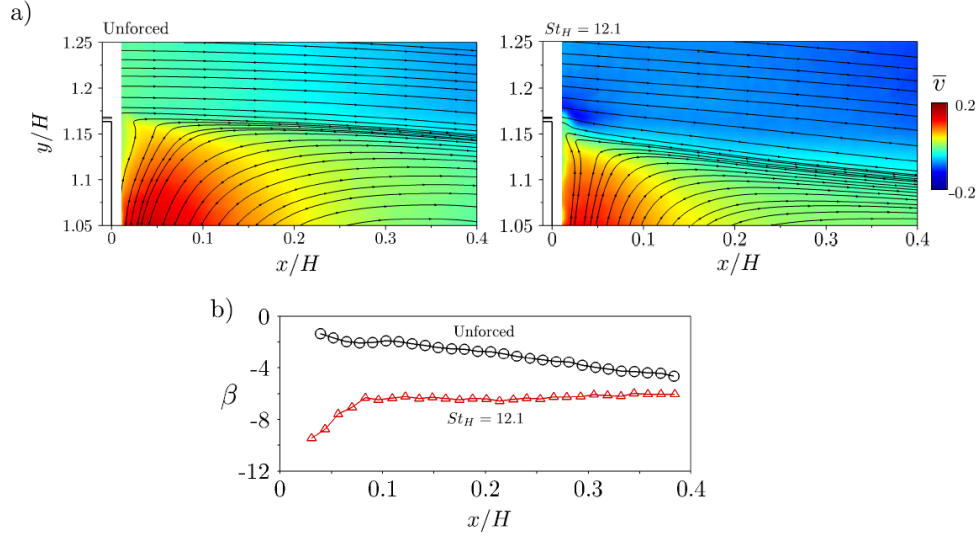 a)
Unforced
St_H = 12.1
1.25
1.2
1.15
1.1
1.05
y/H
0 0.1 0.2 0.3 0.4
x/H
1.25
1.2
1.15
1.1
1.05
0 0.1 0.2 0.3 0.4
x/H
v̅
0.2
-0.2
b)
0
-4
-8
-12
β
Unforced
St_H = 12.1
0 0.1 0.2 0.3 0.4
x/H